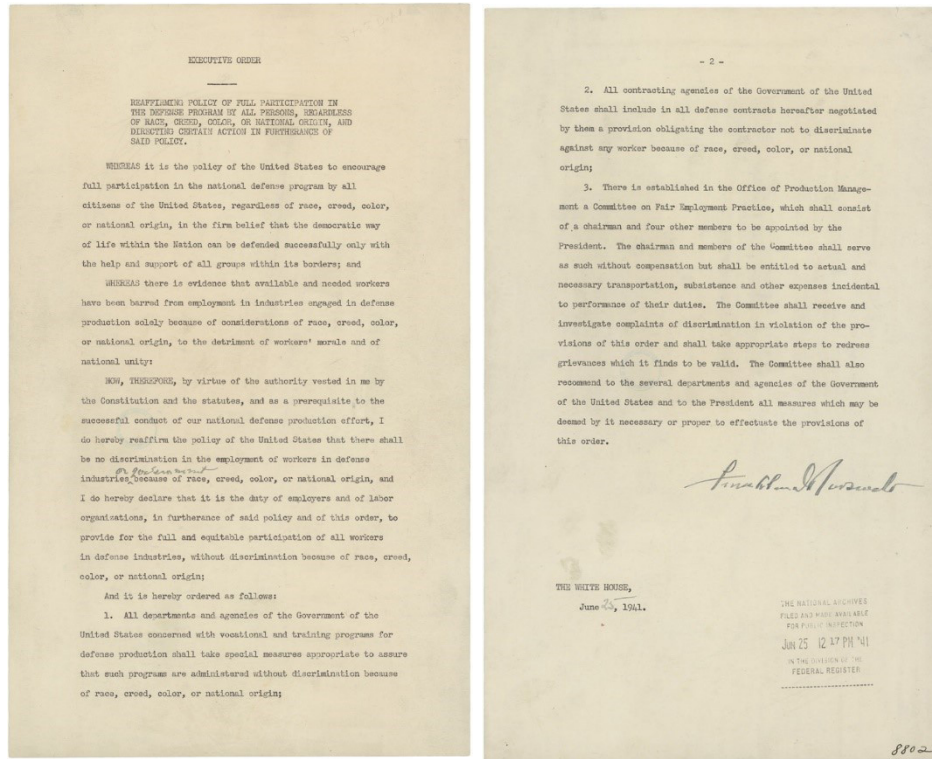 EXECUTIVE ORDER
REAFFIRMING POLICY OF FULL PARTICIPATION IN
THE DEFENSE PROGRAM BY ALL PERSONS, REGARDLESS
OF RACE, CREED, COLOR, OR NATIONAL ORIGIN, AND
DIRECTING CERTAIN ACTION IN FURTHERANCE OF
SAID POLICY.
WHEREAS it is the policy of the United States to encourage
full participation in the national defense program by all
citizens of the United States, regardless of race, creed, color,
or national origin, in the firm belief that the democratic way
of life within the Nation can be defended successfully only with
the help and support of all groups within its borders; and
WHEREAS there is evidence that available and needed workers
have been barred from employment in industries engaged in defense
production solely because of considerations of race, creed, color,
or national origin, to the detriment of workers' morale and of
national unity:
NOW, THEREFORE, by virtue of the authority vested in me by
the Constitution and the statutes, and as a prerequisite to the
successful conduct of our national defense production effort, I
do hereby reaffirm the policy of the United States that there shall
be no discrimination in the employment of workers in defense
or government
industries because of race, creed, color, or national origin, and
I do hereby declare that it is the duty of employers and of labor
organizations, in furtherance of said policy and of this order, to
provide for the full and equitable participation of all workers
in defense industries, without discrimination because of race, creed,
color, or national origin;
And it is hereby ordered as follows:
1. All departments and agencies of the Government of the
United States concerned with vocational and training programs for
defense production shall take special measures appropriate to assure
that such programs are administered without discrimination because
of race, creed, color, or national origin;
- 2 -
2. All contracting agencies of the Government of the United
States shall include in all defense contracts hereafter negotiated
by them a provision obligating the contractor not to discriminate
against any worker because of race, creed, color, or national
origin;
3. There is established in the Office of Production Manage-
ment a Committee on Fair Employment Practice, which shall consist
of a chairman and four other members to be appointed by the
President. The chairman and members of the Committee shall serve
as such without compensation but shall be entitled to actual and
necessary transportation, subsistence and other expenses incidental
to performance of their duties. The Committee shall receive and
investigate complaints of discrimination in violation of the pro-
visions of this order and shall take appropriate steps to redress
grievances which it finds to be valid. The Committee shall also
recommend to the several departments and agencies of the Government
of the United States and to the President all measures which may be
deemed by it necessary or proper to effectuate the provisions of
this order.
Franklin D Roosevelt
THE WHITE HOUSE,
June 25, 1941.
THE NATIONAL ARCHIVES
FILED AND MADE AVAILABLE
FOR PUBLIC INSPECTION
JUN 25 12 17 PM '41
IN THE DIVISION OF THE
FEDERAL REGISTER
8802